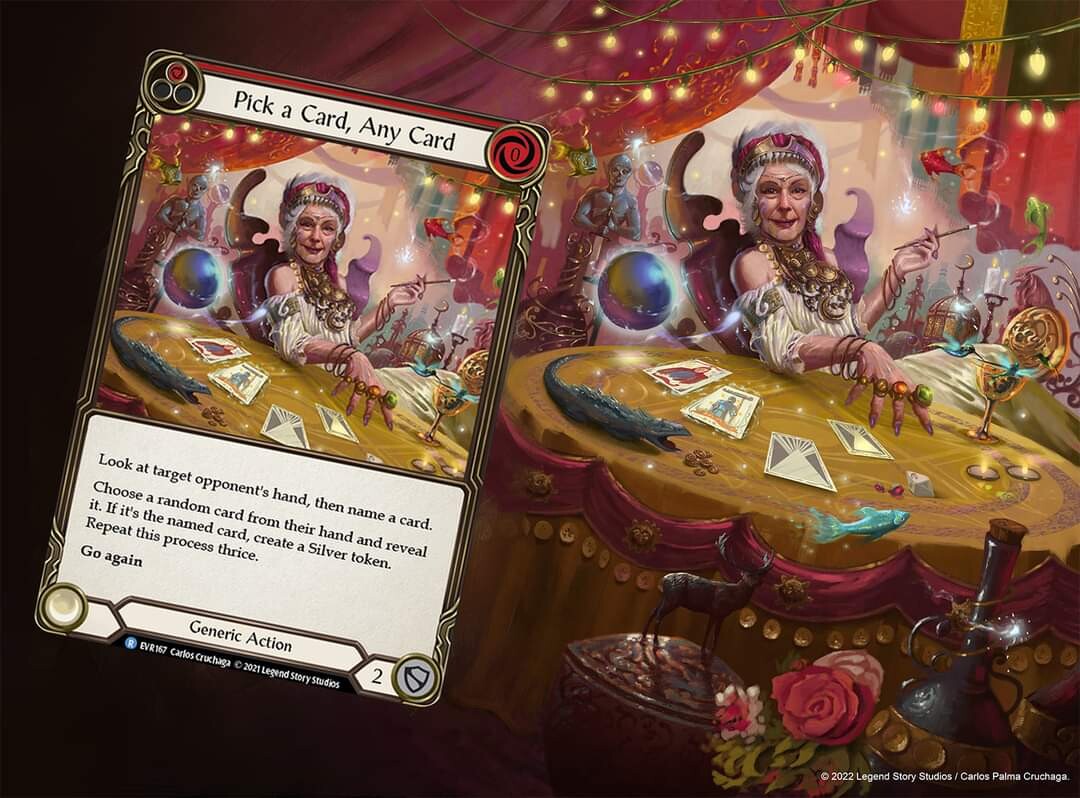 Pick a Card, Any Card
0
Look at target opponent's hand, then name a card.
Choose a random card from their hand and reveal
it. If it's the named card, create a Silver token.
Repeat this process thrice.
Go again
Generic Action
2
R EVR167 Carlos Cruchaga © 2021 Legend Story Studios
© 2022 Legend Story Studios / Carlos Palma Cruchaga.